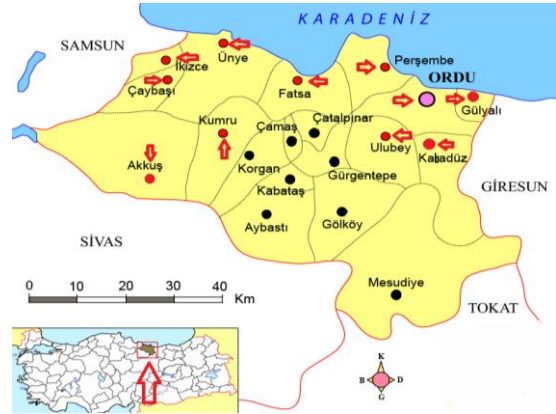 KARADENİZ
SAMSUN
Ünye
İkizce
Çaybaşı
Fatsa
Perşembe
ORDU
Gülyalı
Kumru
Çamaş
Çatalpınar
Ulubey
Kabadüz
Akkuş
Korgan
Gürgentepe
Kabataş
GİRESUN
Aybastı
Gölköy
SİVAS
Mesudiye
TOKAT
0 10 20 30 40
Km
K
B D
G